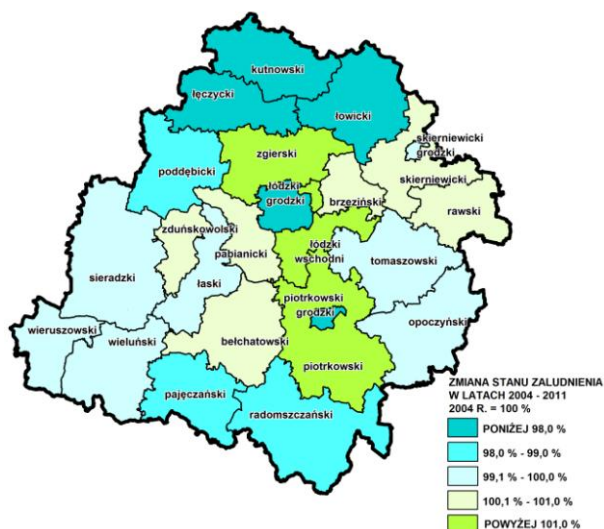 kutnowski
łęczycki
łowicki
skierniewicki
grodzki
zgierski
poddębicki
łódzki
grodzki
brzeziński
skierniewicki
rawski
zduńskowolski
pabianicki
łódzki
wschodni
tomaszowski
sieradzki
łaski
piotrkowski
grodzki
opoczyński
wieruszowski
wieluński
bełchatowski
piotrkowski
pajęczański
radomszczański
ZMIANA STANU ZALUDNIENIA
W LATACH 2004 - 2011
2004 R. = 100 %
PONIŻEJ 98,0 %
98,0 % - 99,0 %
99,1 % - 100,0 %
100,1 % - 101,0 %
POWYŻEJ 101,0 %